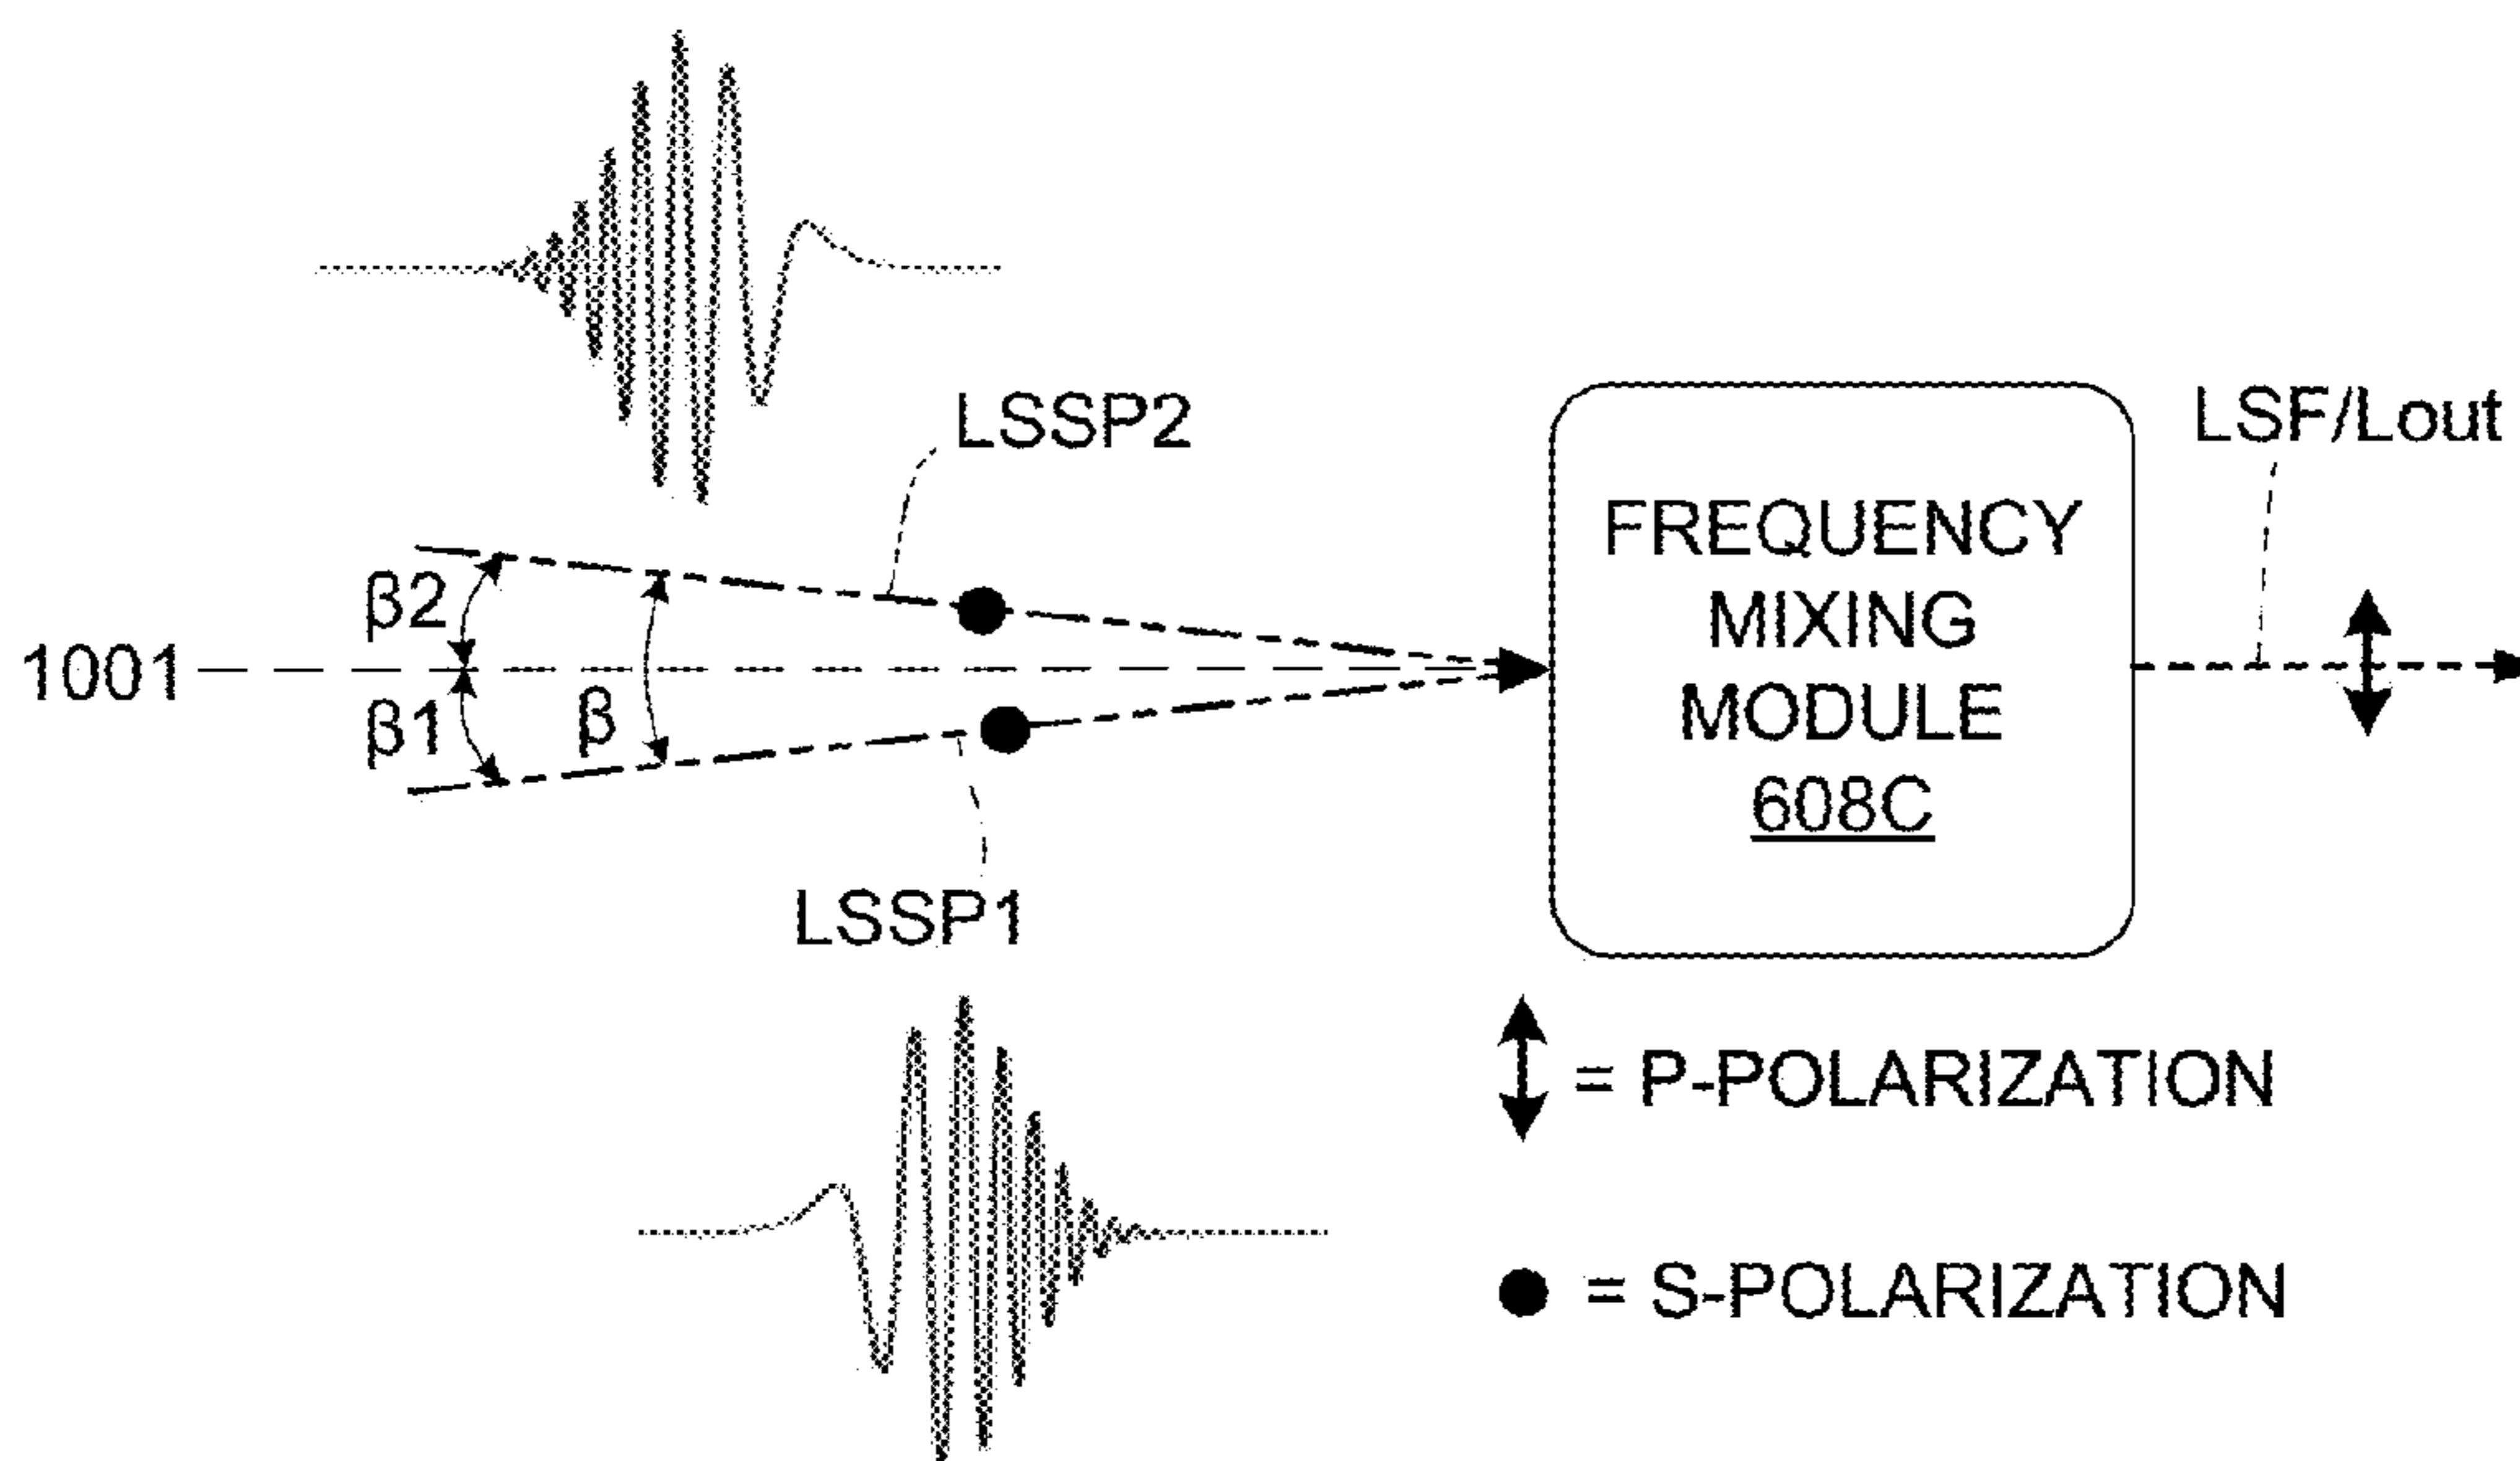 LSSP2
LSF/Lout
FREQUENCY
MIXING
MODULE
608C
β2
1001
β1
β
LSSP1
= P-POLARIZATION
= S-POLARIZATION